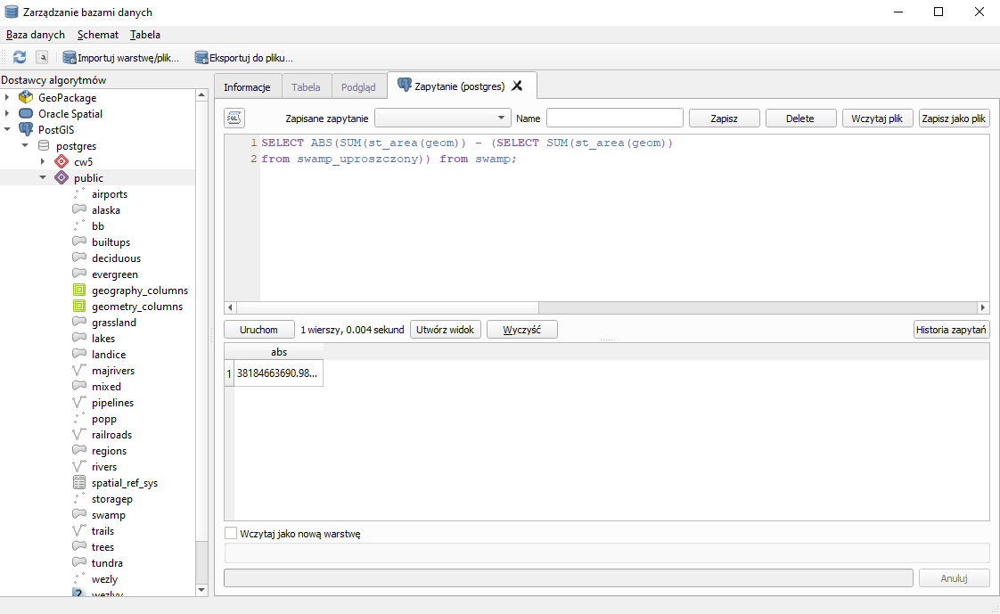 Zarządzanie bazami danych
Baza danych Schemat Tabela
Importuj warstwę/plik... Eksportuj do pliku...
Dostawcy algorytmów
GeoPackage
Oracle Spatial
PostGIS
postgres
cw5
public
airports
alaska
bb
builtups
deciduous
evergreen
geography_columns
geometry_columns
grassland
lakes
landice
majrivers
mixed
pipelines
popp
railroads
regions
rivers
spatial_ref_sys
storagep
swamp
trails
trees
tundra
wezly
Informacje Tabela Podgląd Zapytanie (postgres)
SQL Zapisane zapytanie Name Zapisz Delete Wczytaj plik Zapisz jako plik
1 SELECT ABS(SUM(st_area(geom)) - (SELECT SUM(st_area(geom))
2 from swamp_uproszczony)) from swamp;
Uruchom 1 wierszy, 0.004 sekund Utwórz widok Wyczyść Historia zapytań
abs
1 38184663690.98...
Wczytaj jako nową warstwę
Anuluj